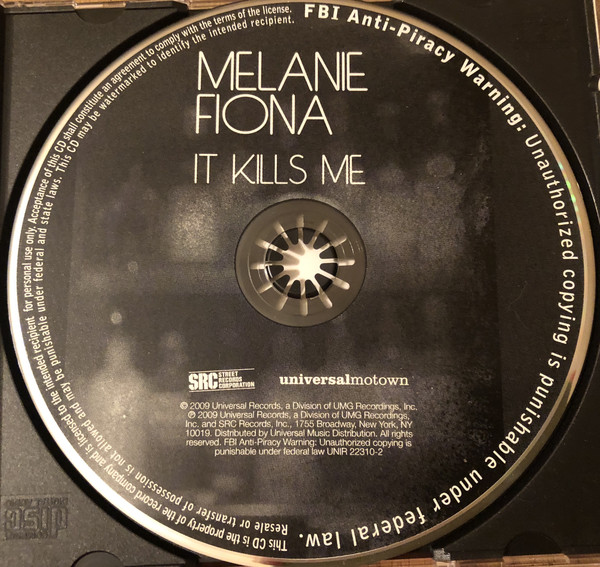 MELANIE
FIONA
IT KILLS ME
SRC STREET
RECORDS
CORPORATION
universalmotown
© 2009 Universal Records, a Division of UMG Recordings, Inc.
℗ 2009 Universal Records, a Division of UMG Recordings,
Inc. and SRC Records, Inc., 1755 Broadway, New York, NY
10019. Distributed by Universal Music Distribution. All rights
reserved. FBI Anti-Piracy Warning: Unauthorized copying is
punishable under federal law UNIR 22310-2
FBI Anti-Piracy Warning: Unauthorized copying is punishable under federal law.
This CD is the property of the record company and is licensed to the intended recipient for personal use only. Acceptance of this CD shall constitute an agreement to comply with the terms of the license.
Resale or transfer of possession is not allowed and may be punishable under federal and state laws. This CD may be watermarked to identify the intended recipient.
disc